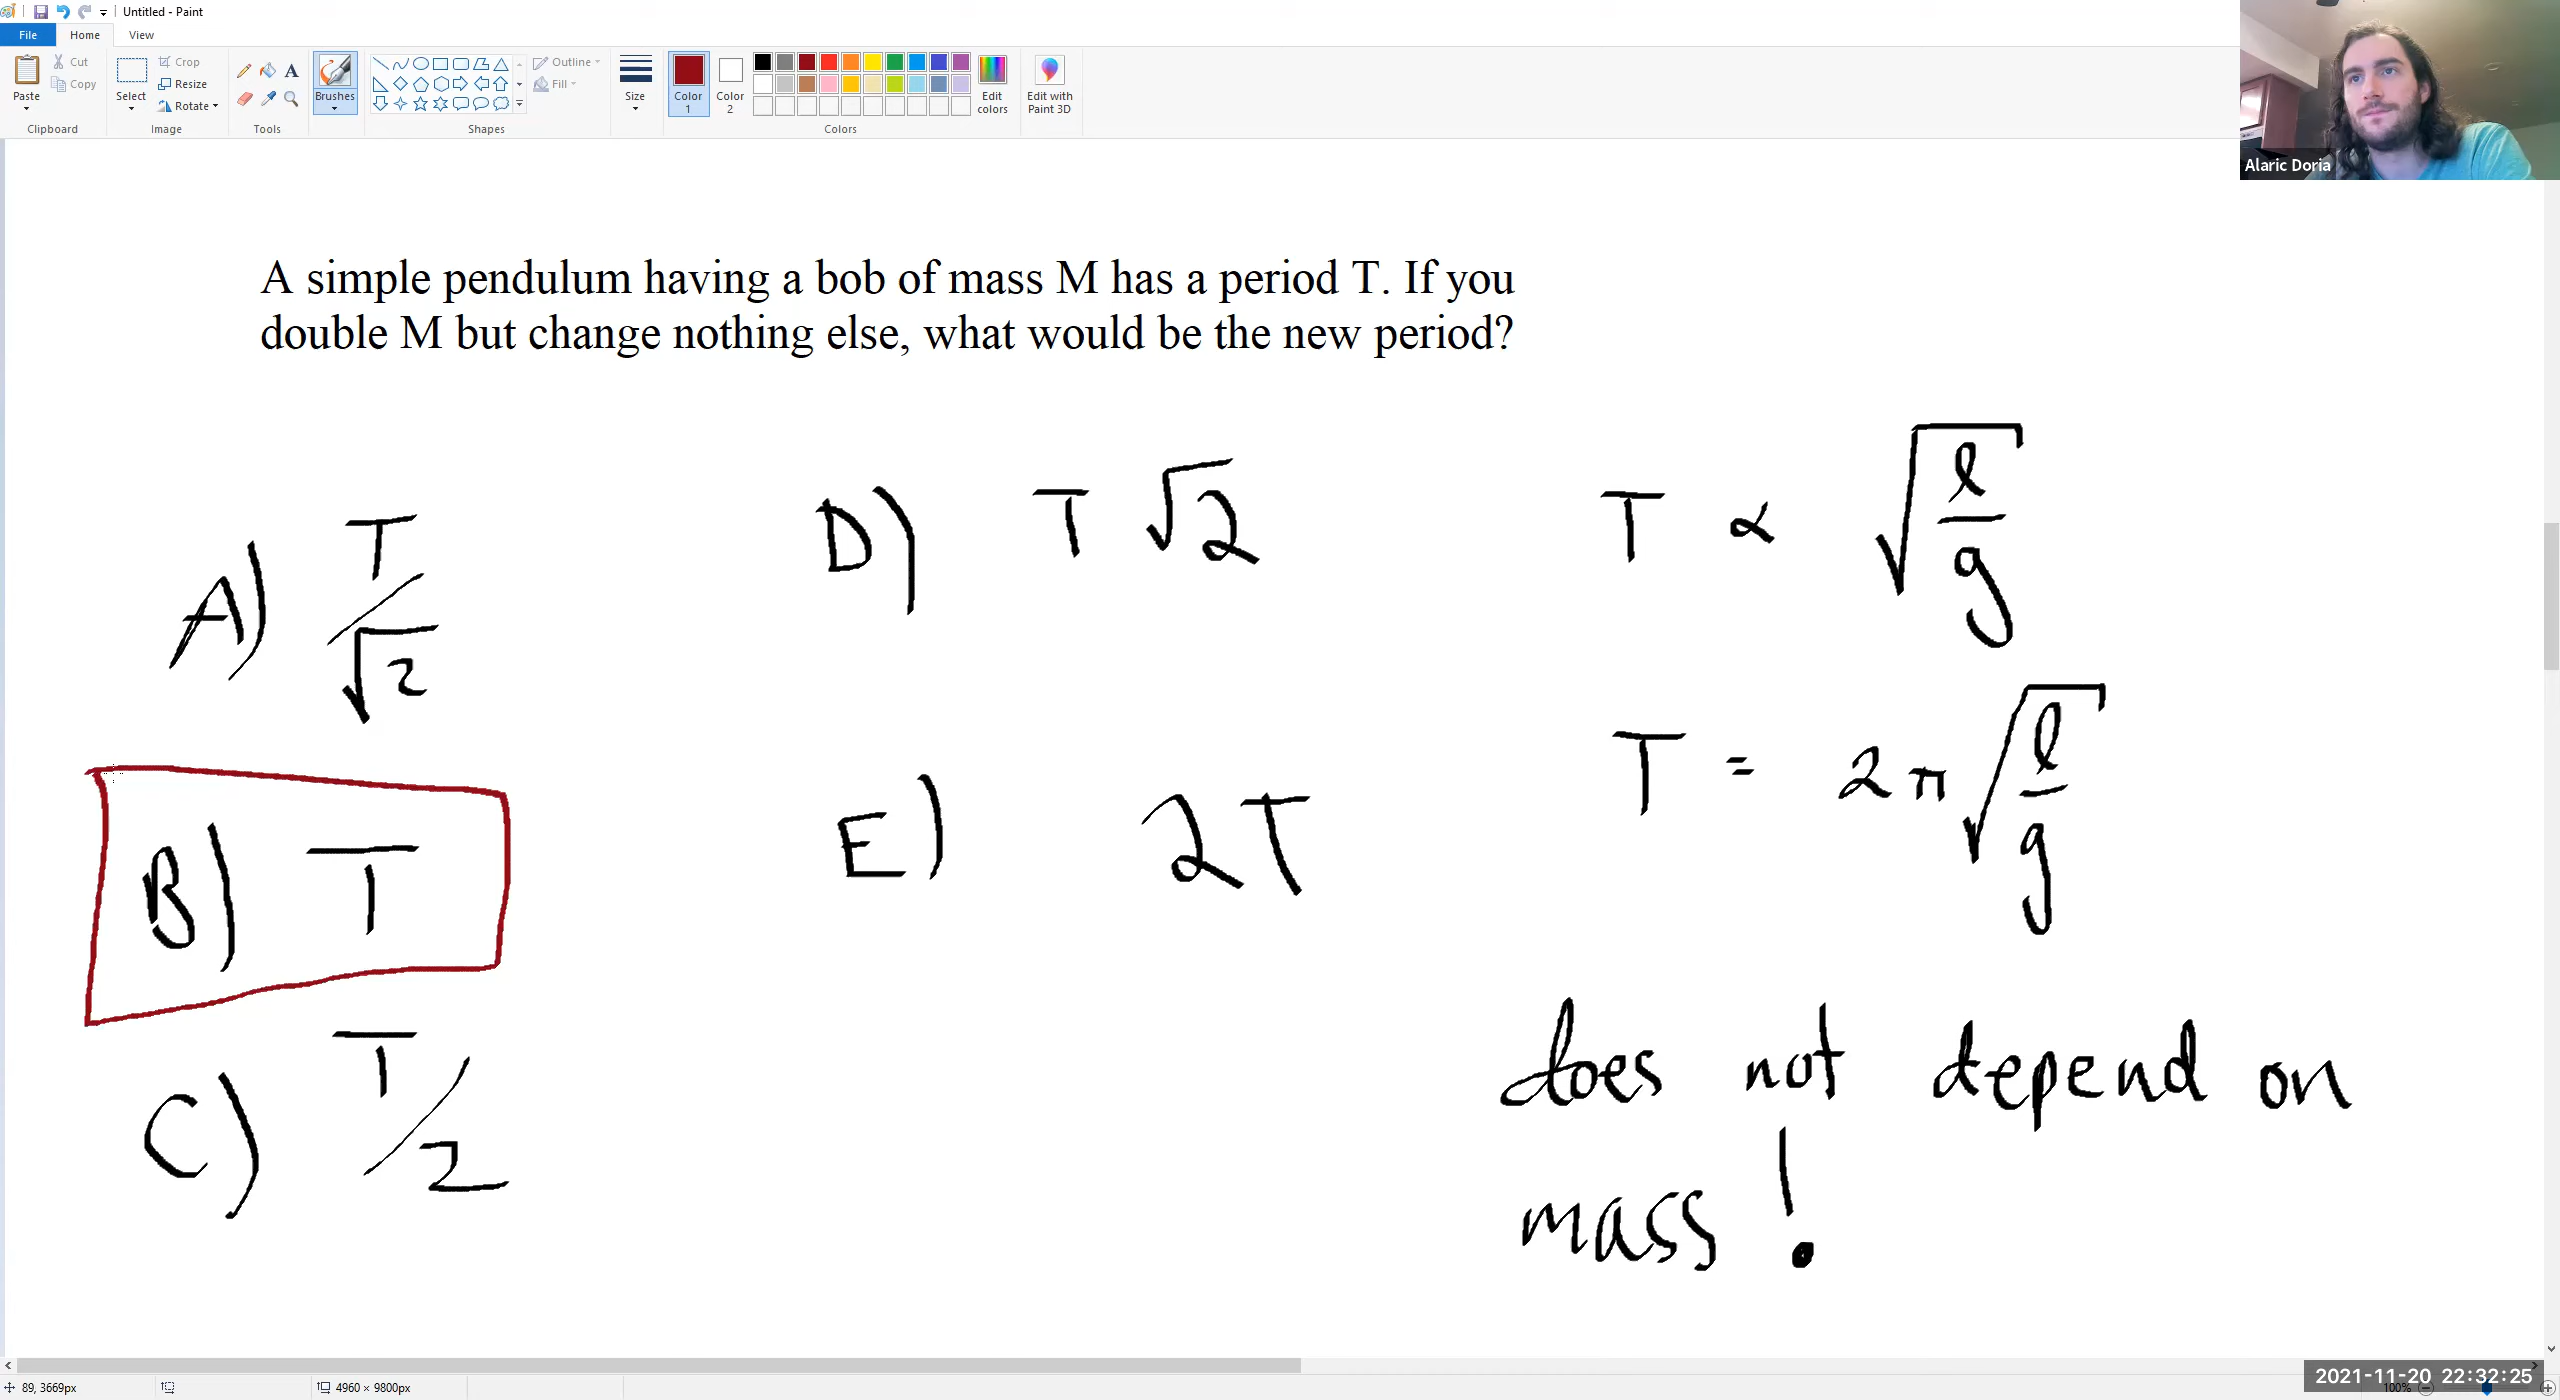 Untitled - Paint
File Home View
Paste
Cut
Copy
Clipboard
Select
Crop
Resize
Rotate
Image
Tools
Brushes
Shapes
Outline
Fill
Size
Color 1
Color 2
Colors
Edit colors
Edit with Paint 3D
Alaric Doria
A simple pendulum having a bob of mass M has a period T. If you
double M but change nothing else, what would be the new period?
A) T/√2
B) T
C) T/2
D) T √2
E) 2T
T ∝ √(l/g)
T = 2π√(l/g)
does not depend on
mass!
89, 3669px
4960 × 9800px
100%
2021-11-20 22:32:25